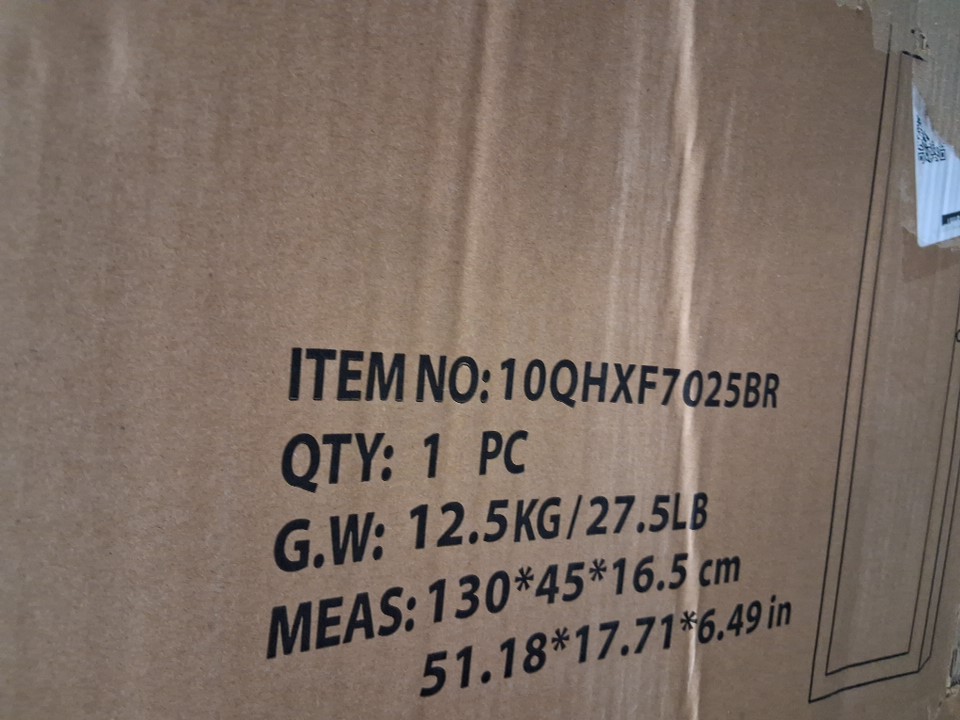 ITEM NO: 10QHXF7025BR
QTY: 1 PC
G.W: 12.5KG/27.5LB
MEAS: 130*45*16.5 cm
51.18*17.71*6.49 in